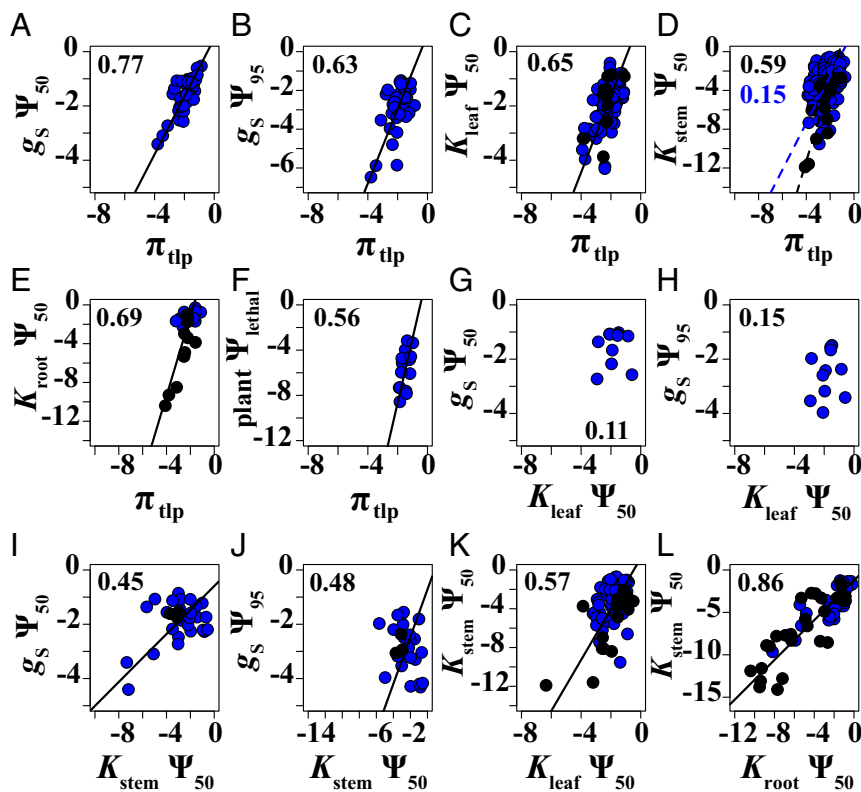 A
0
-2
-4
0.77
gS Ψ50
-8 -4 0
πtlp
B
0
-2
-4
-6
0.63
gS Ψ95
-8 -4 0
πtlp
C
0
-2
-4
0.65
Kleaf Ψ50
-8 -4 0
πtlp
D
0
-4
-8
-12
0.59
0.15
Kstem Ψ50
-8 -4 0
πtlp
E
0
-4
-8
-12
0.69
Kroot Ψ50
-8 -4 0
πtlp
F
0
-4
-8
-12
0.56
plant Ψlethal
-8 -4 0
πtlp
G
0
-2
-4
0.11
gS Ψ50
-8 -4 0
Kleaf Ψ50
H
0
-2
-4
0.15
gS Ψ95
-8 -4 0
Kleaf Ψ50
I
0
-2
-4
0.45
gS Ψ50
-8 -4 0
Kstem Ψ50
J
0
-2
-4
0.48
gS Ψ95
-14 -6 -2
Kstem Ψ50
K
0
-4
-8
-12
0.57
Kstem Ψ50
-8 -4 0
Kleaf Ψ50
L
0
-5
-10
-15
0.86
Kstem Ψ50
-12 -8 -4 0
Kroot Ψ50